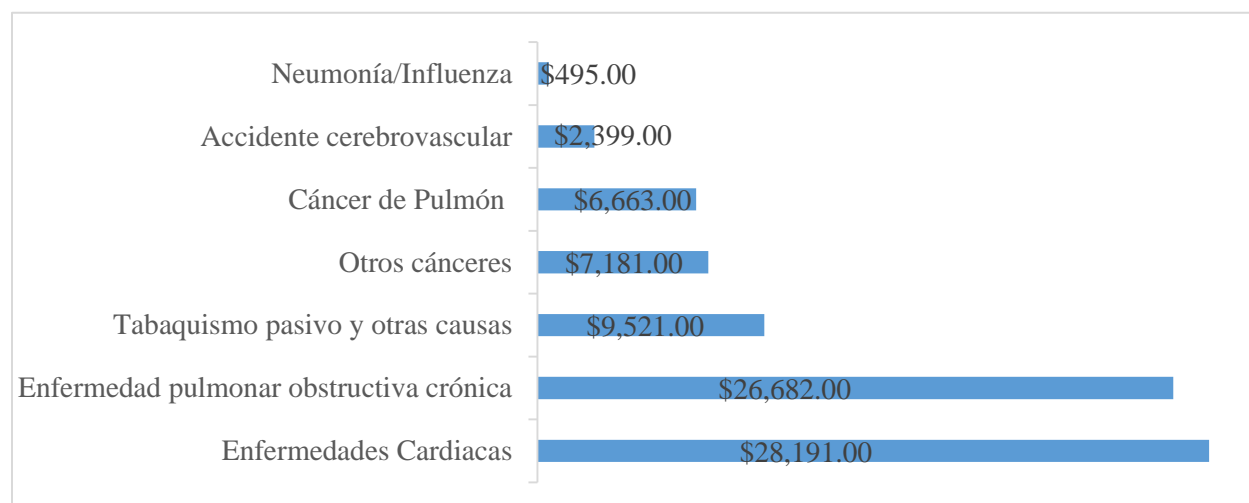 Neumonía/Influenza $495.00
Accidente cerebrovascular $2,399.00
Cáncer de Pulmón $6,663.00
Otros cánceres $7,181.00
Tabaquismo pasivo y otras causas $9,521.00
Enfermedad pulmonar obstructiva crónica $26,682.00
Enfermedades Cardiacas $28,191.00